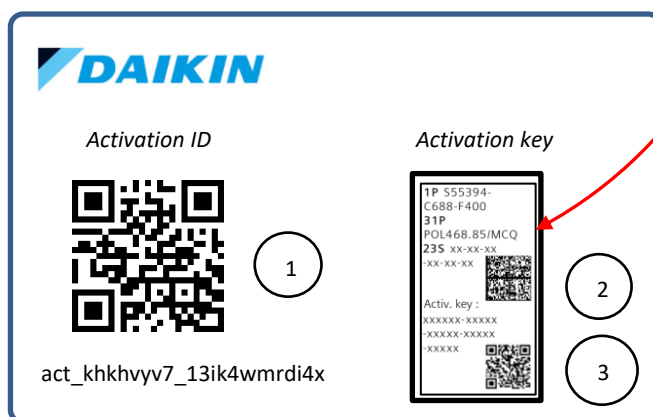 DAIKIN
Activation ID
Activation key
1P S55394-
C688-F400
31P
POL468.85/MCQ
23S xx-xx-xx
-xx-xx-xx
1
2
Activ. key :
xxxxxx-xxxxx
-xxxxx-xxxxx
-xxxxx
3
act_khkhvyv7_13ik4wmrdi4x